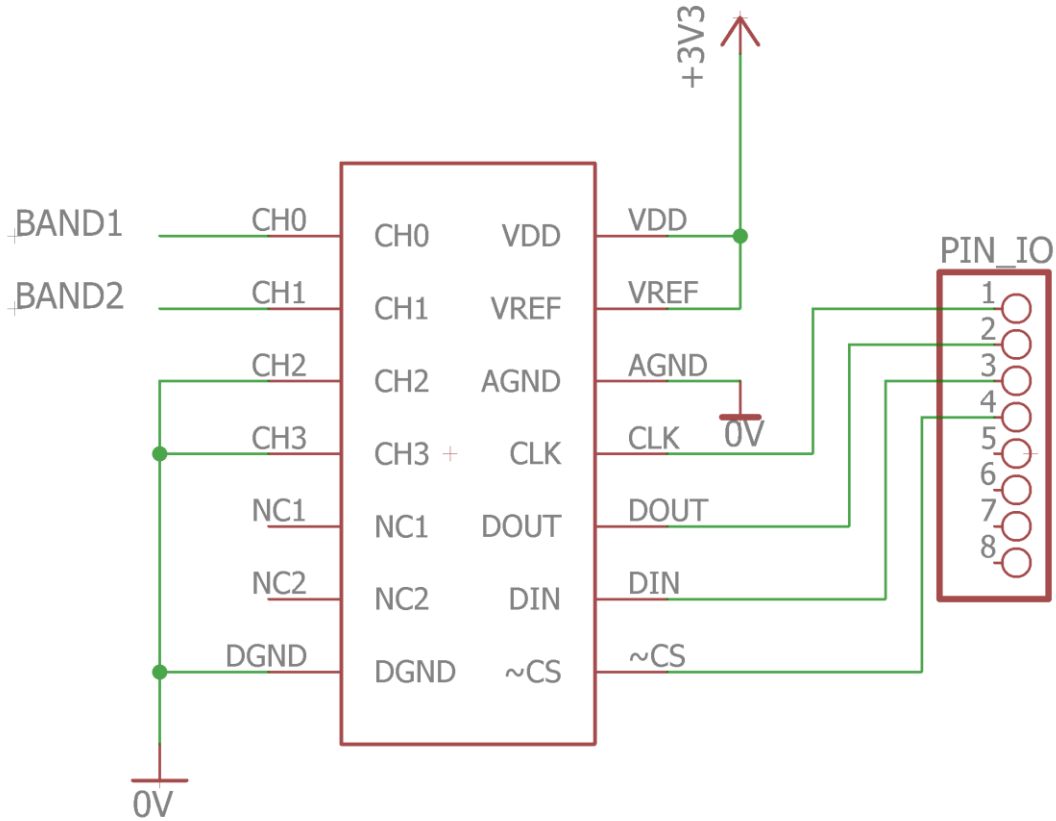 +3V3
BAND1 CH0 CH0 VDD VDD
PIN_IO
BAND2 CH1 CH1 VREF VREF 1
2
CH2 CH2 AGND AGND 3
4
0V
CH3 CH3 CLK CLK 5
6
NC1 NC1 DOUT DOUT 7
8
NC2 NC2 DIN DIN
DGND DGND ~CS ~CS
0V